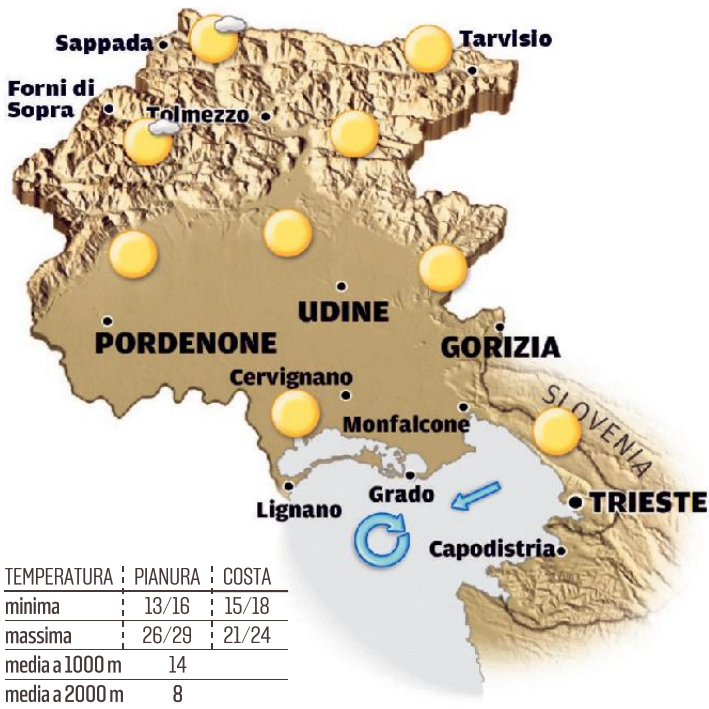 Sappada
Tarvisio
Forni di
Sopra
Tolmezzo
UDINE
PORDENONE
GORIZIA
Cervignano
SLOVENIA
Monfalcone
Grado
Lignano
TRIESTE
Capodistria
TEMPERATURA PIANURA COSTA
minima 13/16 15/18
massima 26/29 21/24
media a 1000 m 14
media a 2000 m 8